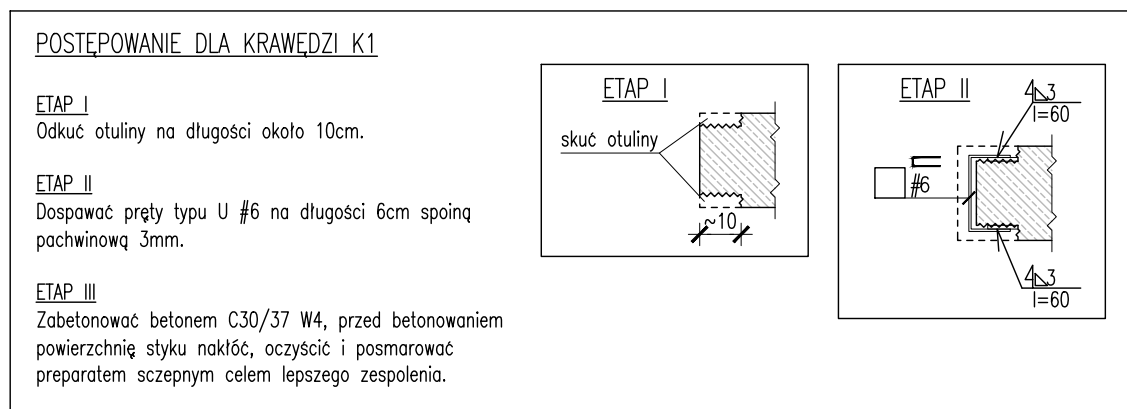 POSTĘPOWANIE DLA KRAWĘDZI K1
ETAP I
Odkuć otuliny na długości około 10cm.
ETAP II
Dospawać pręty typu U #6 na długości 6cm spoiną
pachwinową 3mm.
ETAP III
Zabetonować betonem C30/37 W4, przed betonowaniem
powierzchnię styku nakłóć, oczyścić i posmarować
preparatem sczepnym celem lepszego zespolenia.
ETAP I
skuć otuliny
~10
ETAP II
4 3
l=60
#6
4 3
l=60